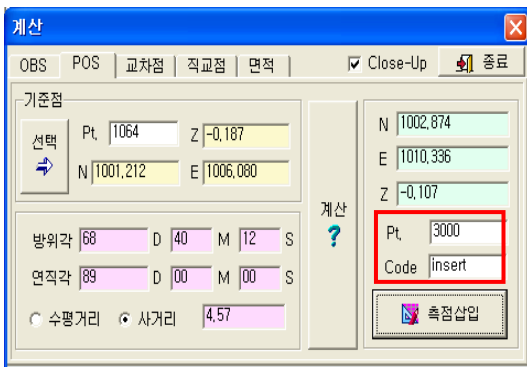 계산
OBS POS 교차점 직교점 면적 Close-Up 종료
기준점
선택 Pt, 1064 Z -0,187
N 1001,212 E 1006,080
방위각 68 D 40 M 12 S
연직각 89 D 00 M 00 S
수평거리 사거리 4,57
계산
?
N 1002,874
E 1010,336
Z -0,107
Pt, 3000
Code insert
측점삽입